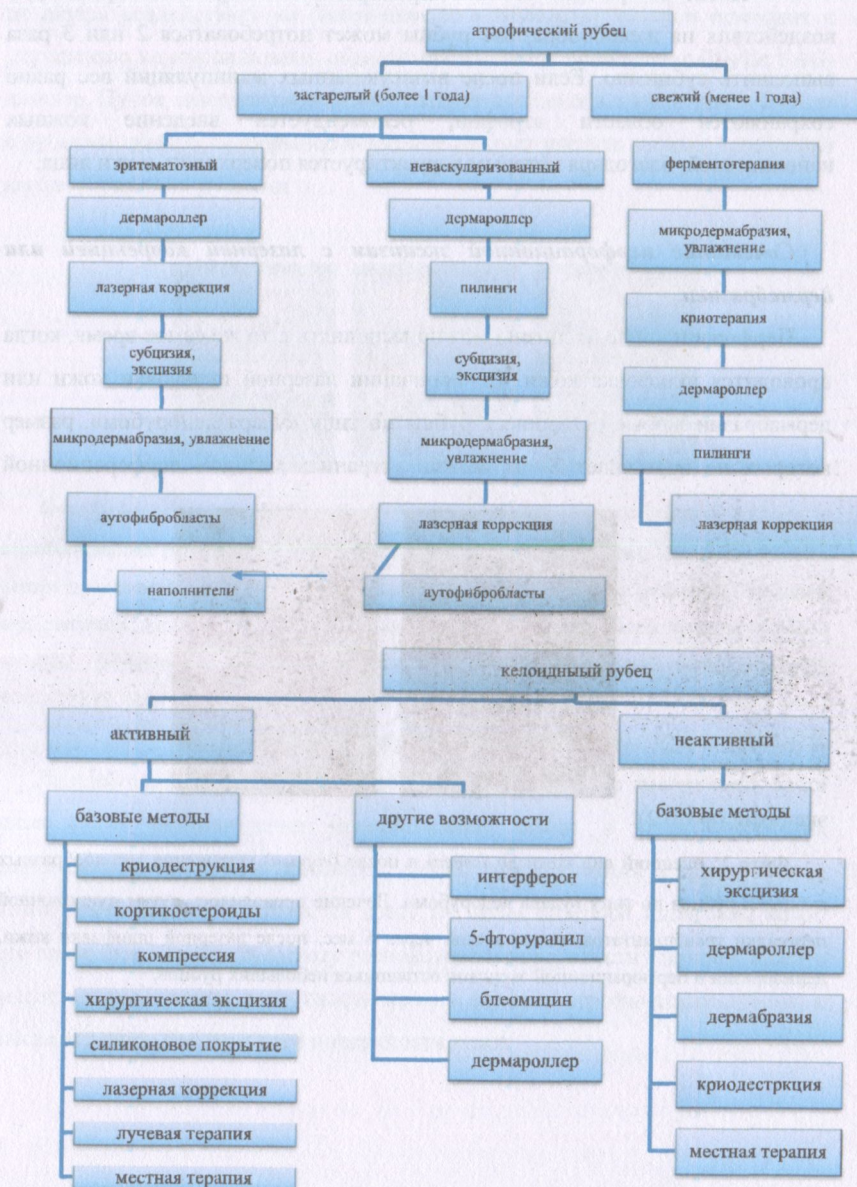 атрофический рубец
застарелый (более 1 года)
свежий (менее 1 года)
эритематозный
неваскуляризованный
ферментотерапия
дермароллер
дермароллер
микродермабразия,
увлажнение
лазерная коррекция
пилинги
криотерапия
субцизия,
эксцизия
субцизия,
эксцизия
дермароллер
микродермабразия, увлажнение
микродермабразия,
увлажнение
пилинги
аутофибробласты
лазерная коррекция
лазерная коррекция
наполнители
аутофибробласты
келоидныый рубец
активный
неактивный
базовые методы
другие возможности
базовые методы
криодеструкция
кортикостероиды
компрессия
хирургическая эксцизия
силиконовое покрытие
лазерная коррекция
лучевая терапия
местная терапия
интерферон
5-фторурацил
блеомицин
дермароллер
хирургическая
эксцизия
дермароллер
дермабразия
криодестркция
местная терапия